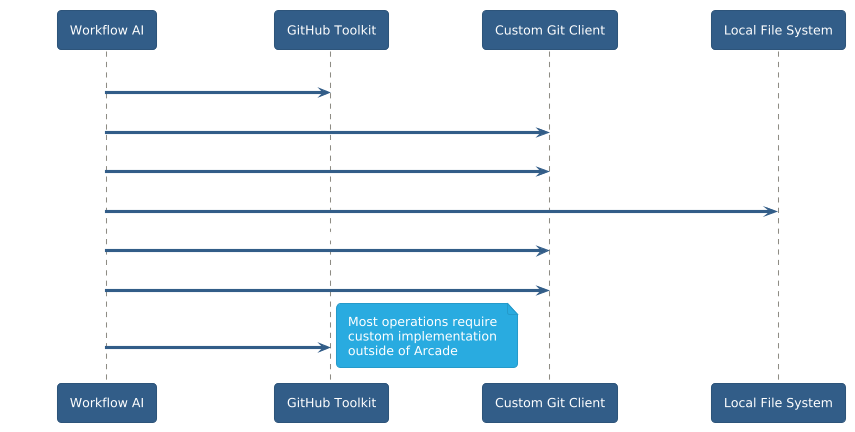 Workflow AI
GitHub Toolkit
Custom Git Client
Local File System
Most operations require
custom implementation
outside of Arcade
Workflow AI
GitHub Toolkit
Custom Git Client
Local File System